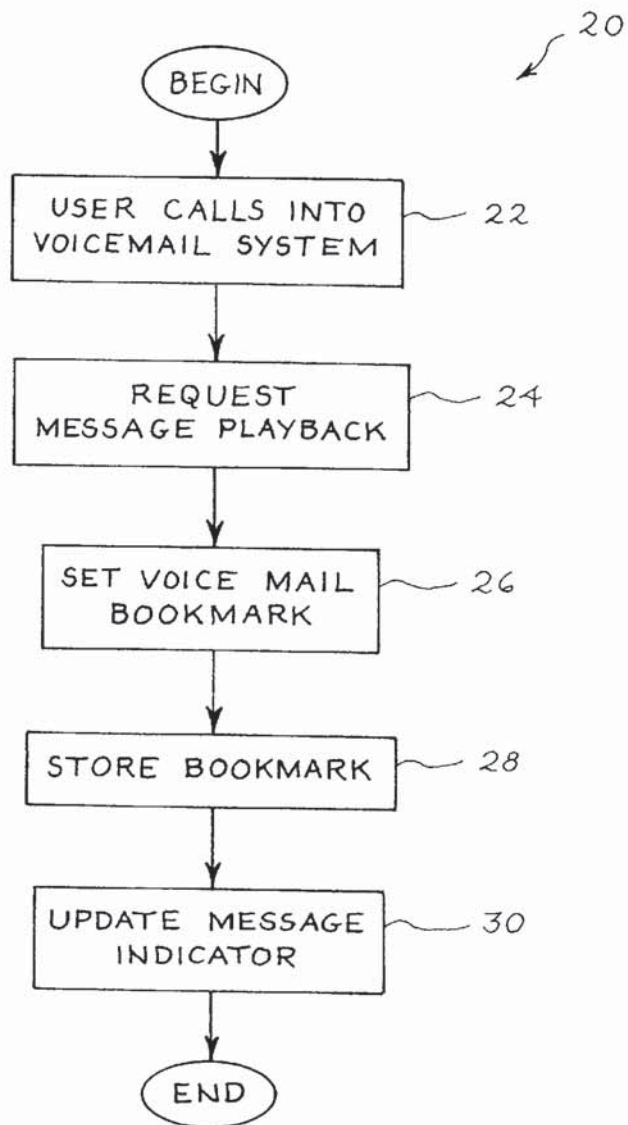 20
BEGIN
USER CALLS INTO
VOICEMAIL SYSTEM
22
REQUEST
MESSAGE PLAYBACK
24
SET VOICE MAIL
BOOKMARK
26
STORE BOOKMARK
28
UPDATE MESSAGE
INDICATOR
30
END